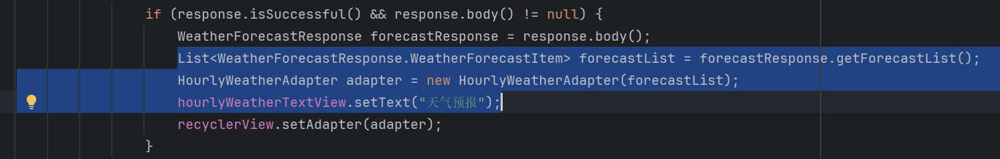 if (response.isSuccessful() && response.body() != null) {
WeatherForecastResponse forecastResponse = response.body();
List<WeatherForecastResponse.WeatherForecastItem> forecastList = forecastResponse.getForecastList();
HourlyWeatherAdapter adapter = new HourlyWeatherAdapter(forecastList);
hourlyWeatherTextView.setText("天气预报");
recyclerView.setAdapter(adapter);
}